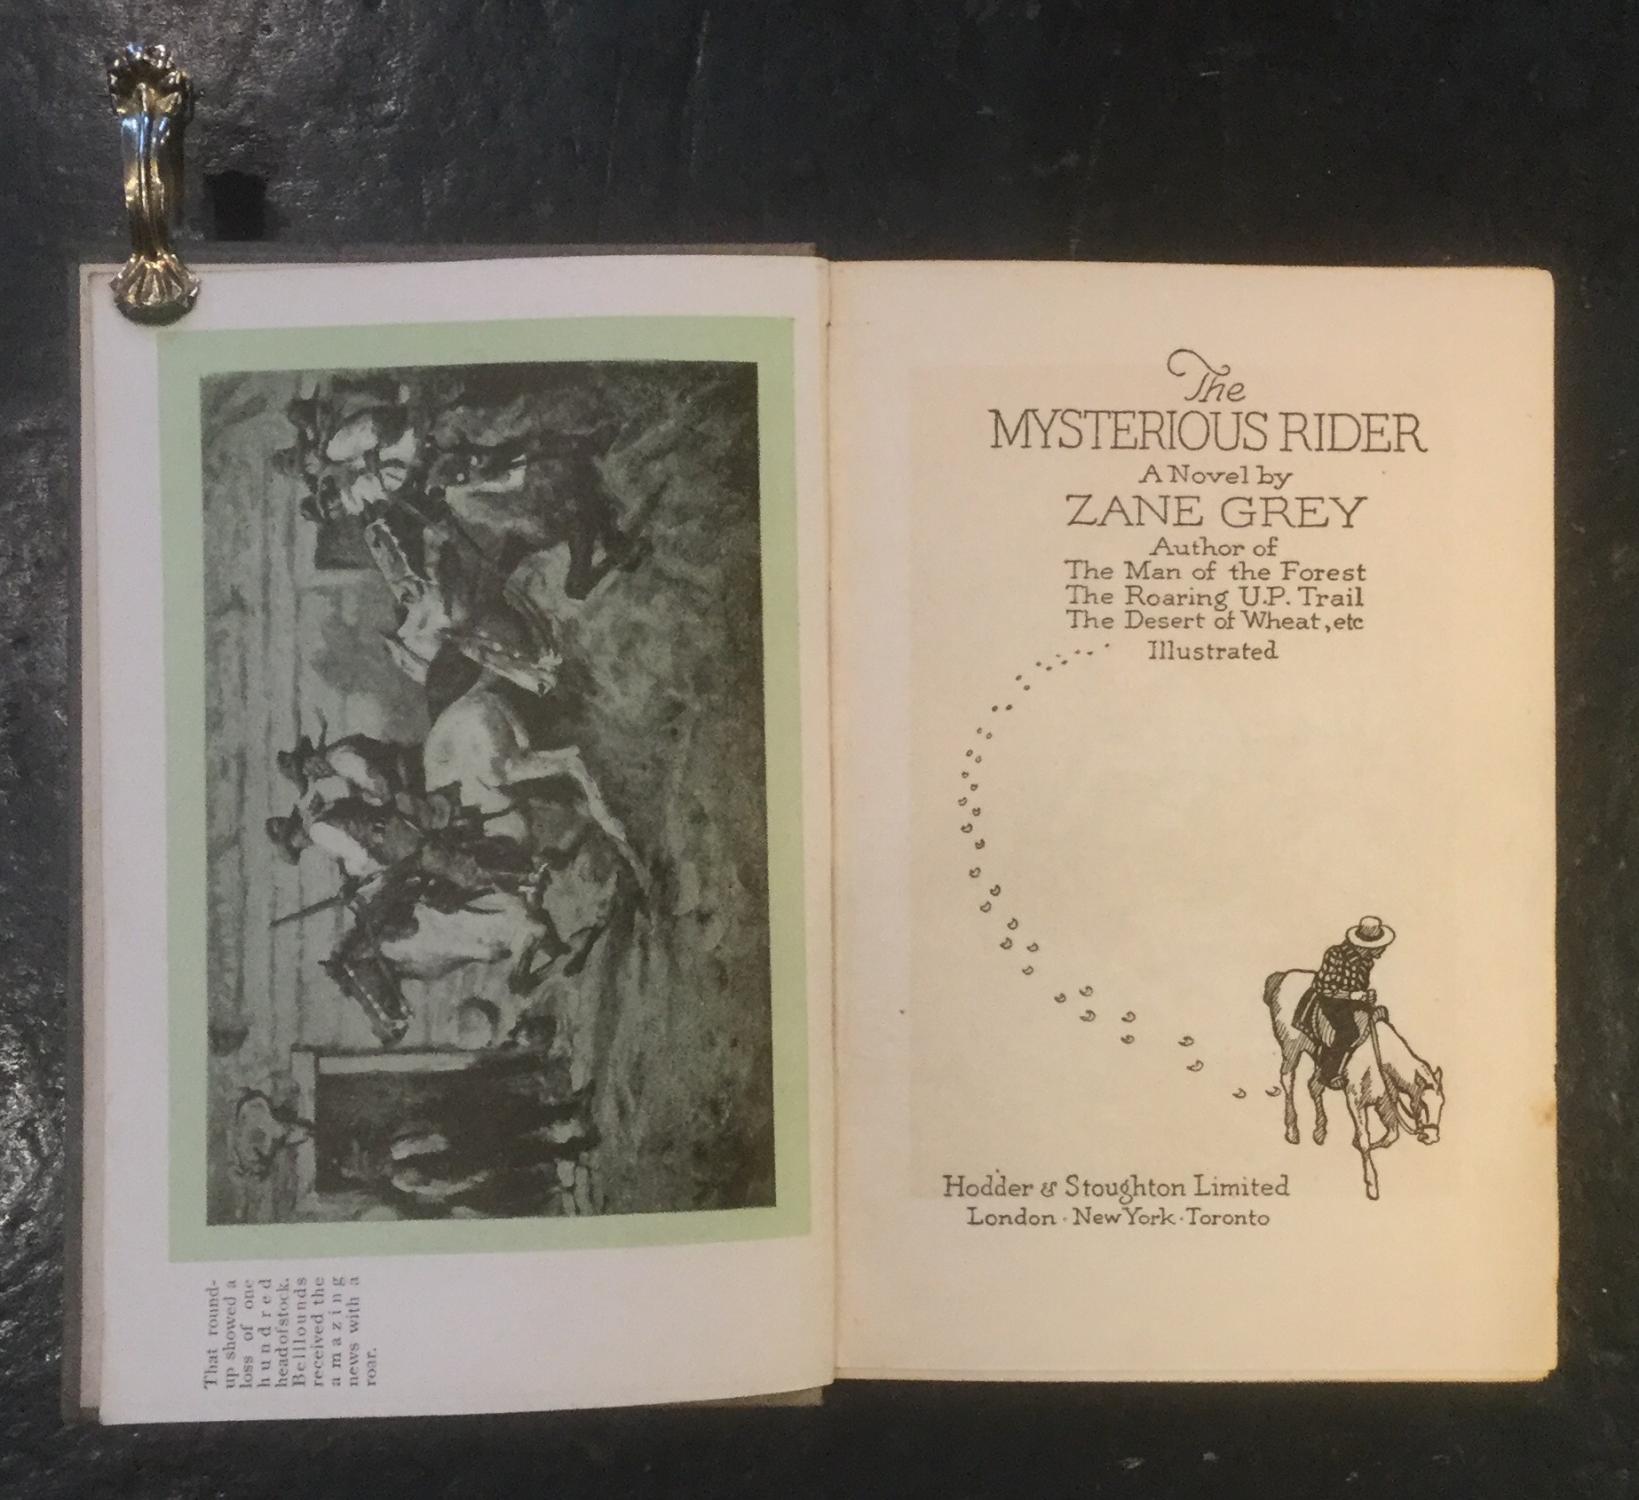 That round-
up showed a
loss of one
hundred
head of stock.
Belllounds
received the
amazing
news with a
roar.
The
MYSTERIOUS RIDER
A Novel by
ZANE GREY
Author of
The Man of the Forest
The Roaring U.P. Trail
The Desert of Wheat, etc
Illustrated
Hodder & Stoughton Limited
London · New York · Toronto